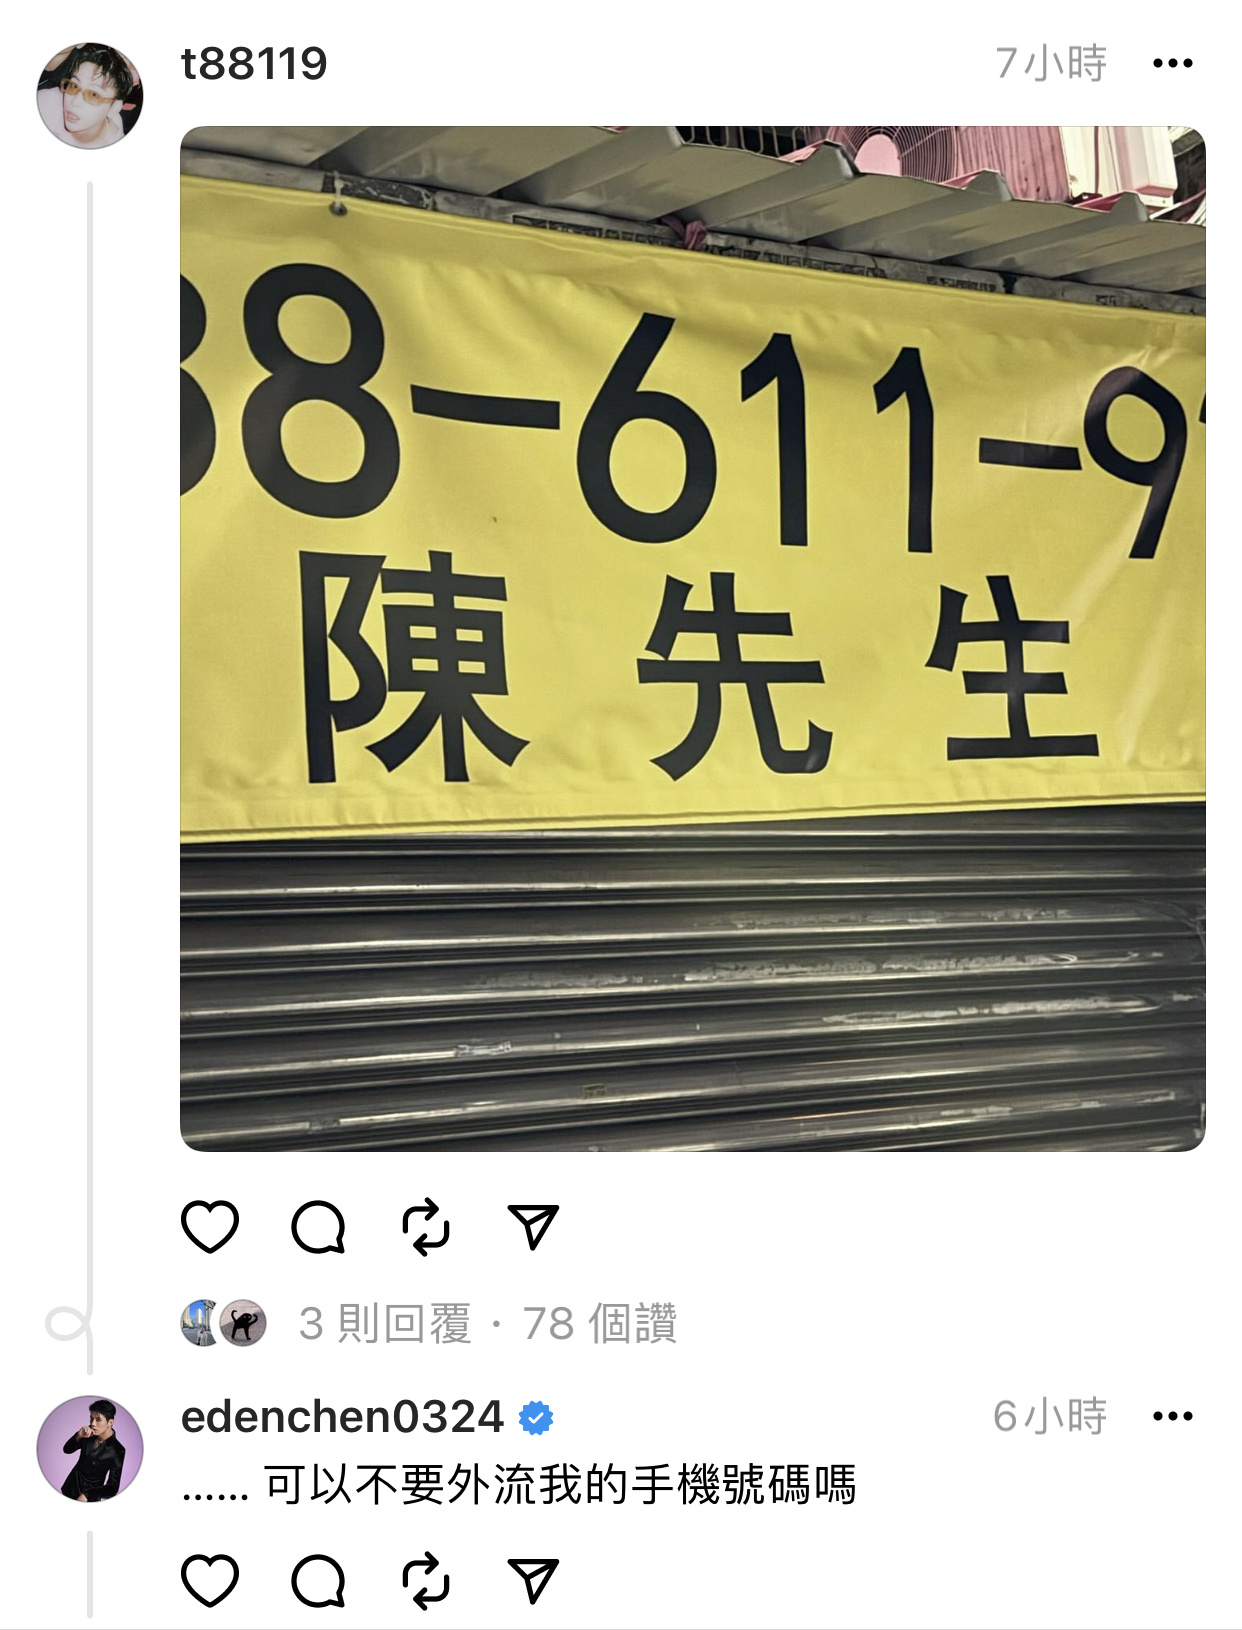 t88119
7小時
88-611-9
陳先生
3 則回覆 · 78 個讚
edenchen0324
6小時
...... 可以不要外流我的手機號碼嗎